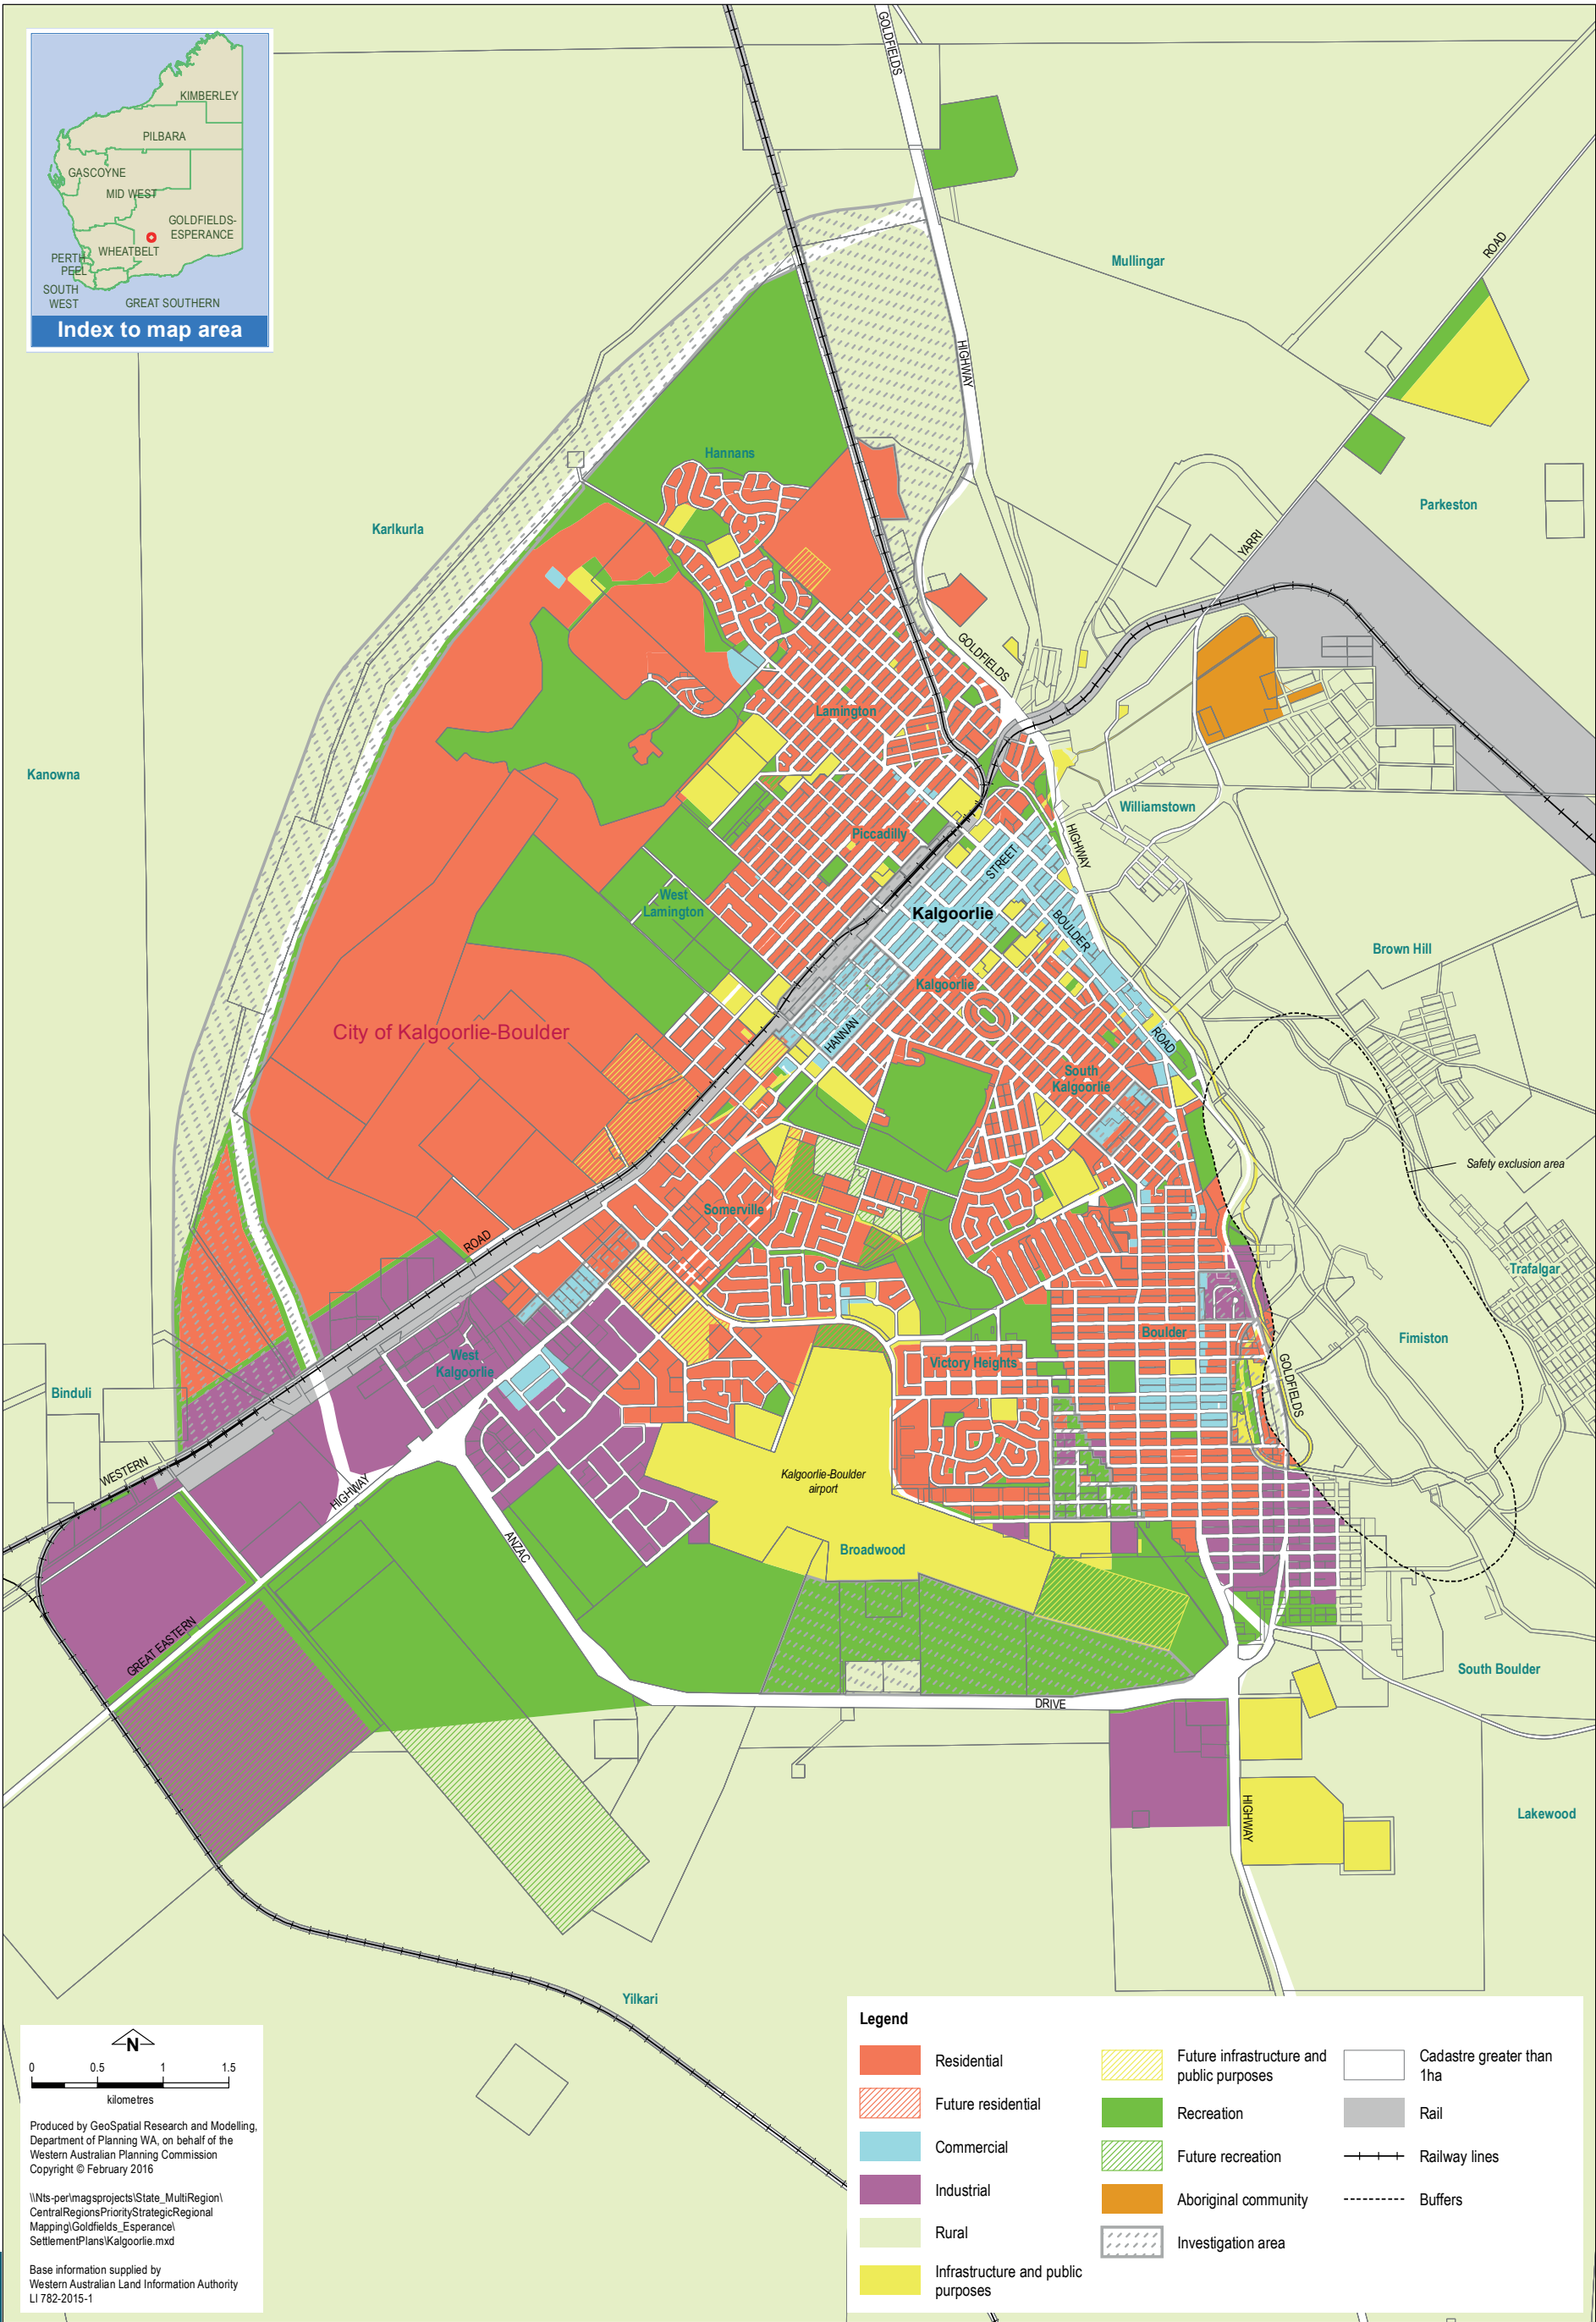 KIMBERLEY
PILBARA
GASCOYNE
MID WEST
GOLDFIELDS-
ESPERANCE
WHEATBELT
PERTH
PEEL
SOUTH
WEST
GREAT SOUTHERN
Index to map area
GOLDFIELDS
HIGHWAY
Mullingar
ROAD
Hannans
Karlkurla
Parkeston
YARRI
GOLDFIELDS
Lamington
Kanowna
Williamstown
Piccadilly
HIGHWAY
STREET
West
Lamington
Kalgoorlie
BOULDER
Brown Hill
Kalgoorlie
City of Kalgoorlie-Boulder
HANNAN
ROAD
South
Kalgoorlie
Safety exclusion area
Somerville
ROAD
Trafalgar
Boulder
Fimiston
West
Kalgoorlie
Victory Heights
GOLDFIELDS
Binduli
WESTERN
Kalgoorlie-Boulder
airport
HIGHWAY
ANZAC
Broadwood
GREAT EASTERN
South Boulder
DRIVE
HIGHWAY
Lakewood
Yilkari
N
0 0.5 1 1.5
kilometres
Produced by GeoSpatial Research and Modelling,
Department of Planning WA, on behalf of the
Western Australian Planning Commission
Copyright © February 2016
\\Nts-per\magsprojects\State_MultiRegion\
CentralRegionsPriorityStrategicRegional
Mapping\Goldfields_Esperance\
SettlementPlans\Kalgoorlie.mxd
Base information supplied by
Western Australian Land Information Authority
LI 782-2015-1
Legend
Residential
Future residential
Commercial
Industrial
Rural
Infrastructure and public
purposes
Future infrastructure and
public purposes
Recreation
Future recreation
Aboriginal community
Investigation area
Cadastre greater than
1ha
Rail
Railway lines
Buffers